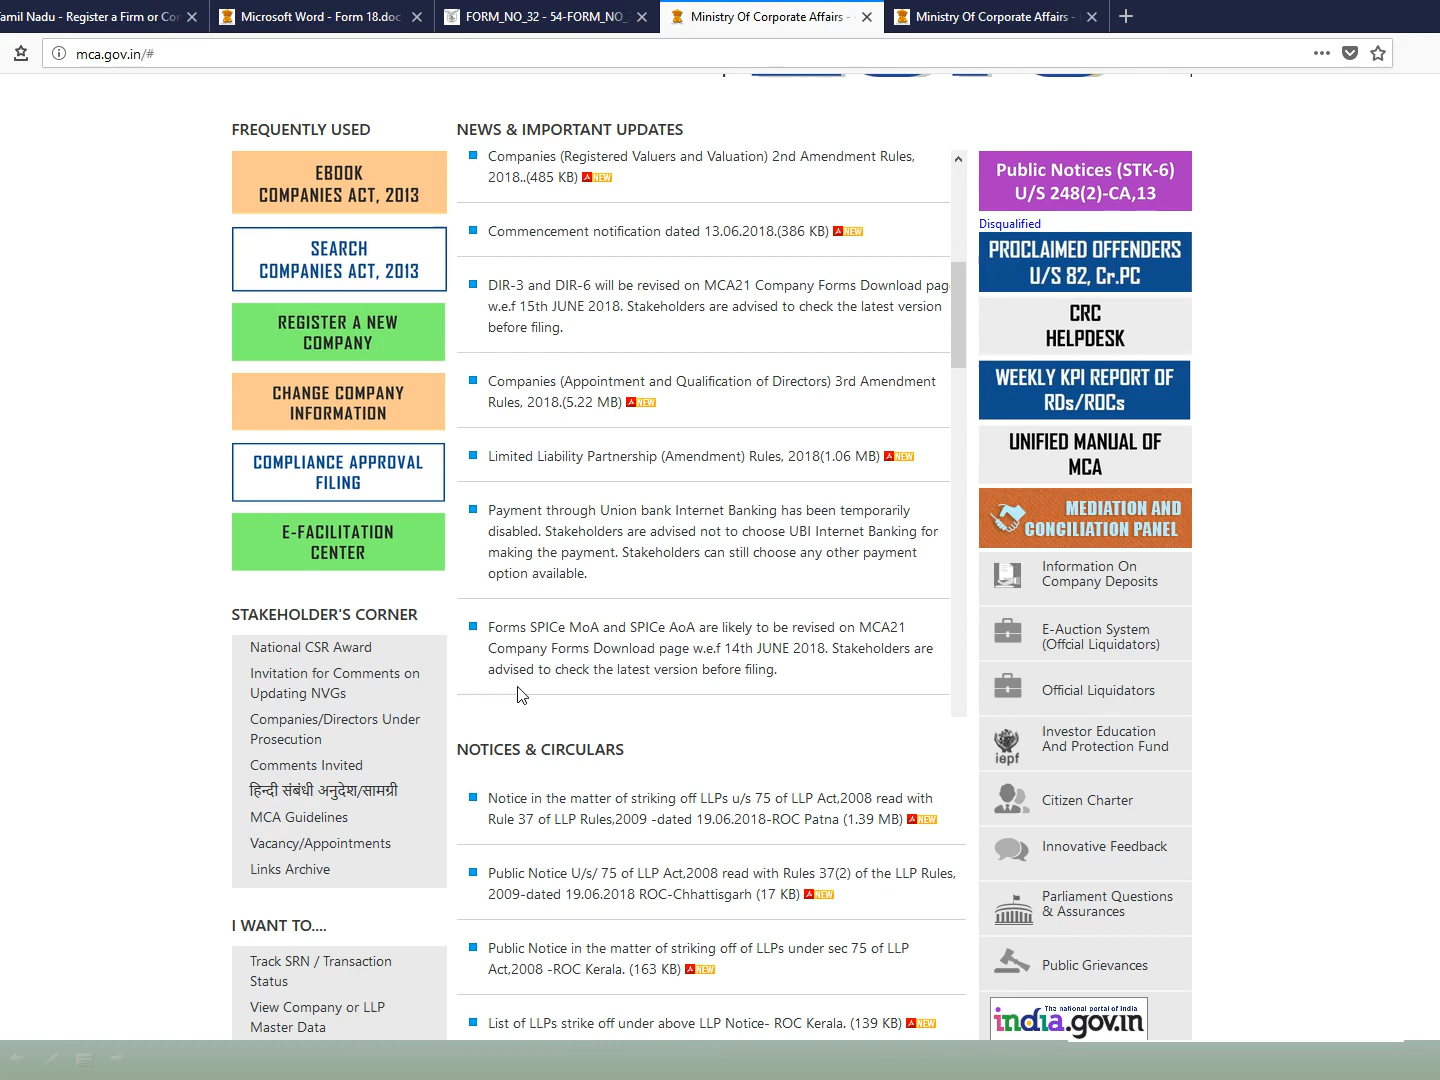 amil Nadu - Register a Firm or Co
Microsoft Word - Form 18.doc
FORM_NO_32 - 54-FORM_NO_
Ministry Of Corporate Affairs -
Ministry Of Corporate Affairs -
mca.gov.in/#
FREQUENTLY USED
EBOOK
COMPANIES ACT, 2013
SEARCH
COMPANIES ACT, 2013
REGISTER A NEW
COMPANY
CHANGE COMPANY
INFORMATION
COMPLIANCE APPROVAL
FILING
E-FACILITATION
CENTER
STAKEHOLDER'S CORNER
National CSR Award
Invitation for Comments on
Updating NVGs
Companies/Directors Under
Prosecution
Comments Invited
हिन्दी संबंधी अनुदेश/सामग्री
MCA Guidelines
Vacancy/Appointments
Links Archive
I WANT TO....
Track SRN / Transaction
Status
View Company or LLP
Master Data
NEWS & IMPORTANT UPDATES
Companies (Registered Valuers and Valuation) 2nd Amendment Rules,
2018..(485 KB) NEW
Commencement notification dated 13.06.2018.(386 KB) NEW
DIR-3 and DIR-6 will be revised on MCA21 Company Forms Download pag
w.e.f 15th JUNE 2018. Stakeholders are advised to check the latest version
before filing.
Companies (Appointment and Qualification of Directors) 3rd Amendment
Rules, 2018.(5.22 MB) NEW
Limited Liability Partnership (Amendment) Rules, 2018(1.06 MB) NEW
Payment through Union bank Internet Banking has been temporarily
disabled. Stakeholders are advised not to choose UBI Internet Banking for
making the payment. Stakeholders can still choose any other payment
option available.
Forms SPICe MoA and SPICe AoA are likely to be revised on MCA21
Company Forms Download page w.e.f 14th JUNE 2018. Stakeholders are
advised to check the latest version before filing.
NOTICES & CIRCULARS
Notice in the matter of striking off LLPs u/s 75 of LLP Act,2008 read with
Rule 37 of LLP Rules,2009 -dated 19.06.2018-ROC Patna (1.39 MB) NEW
Public Notice U/s/ 75 of LLP Act,2008 read with Rules 37(2) of the LLP Rules,
2009-dated 19.06.2018 ROC-Chhattisgarh (17 KB) NEW
Public Notice in the matter of striking off of LLPs under sec 75 of LLP
Act,2008 -ROC Kerala. (163 KB) NEW
List of LLPs strike off under above LLP Notice- ROC Kerala. (139 KB) NEW
Public Notices (STK-6)
U/S 248(2)-CA,13
Disqualified
PROCLAIMED OFFENDERS
U/S 82, Cr.PC
CRC
HELPDESK
WEEKLY KPI REPORT OF
RDs/ROCs
UNIFIED MANUAL OF
MCA
MEDIATION AND
CONCILIATION PANEL
Information On
Company Deposits
E-Auction System
(Offcial Liquidators)
Official Liquidators
iepf
Investor Education
And Protection Fund
Citizen Charter
Innovative Feedback
Parliament Questions
& Assurances
Public Grievances
The national portal of India
india.gov.in